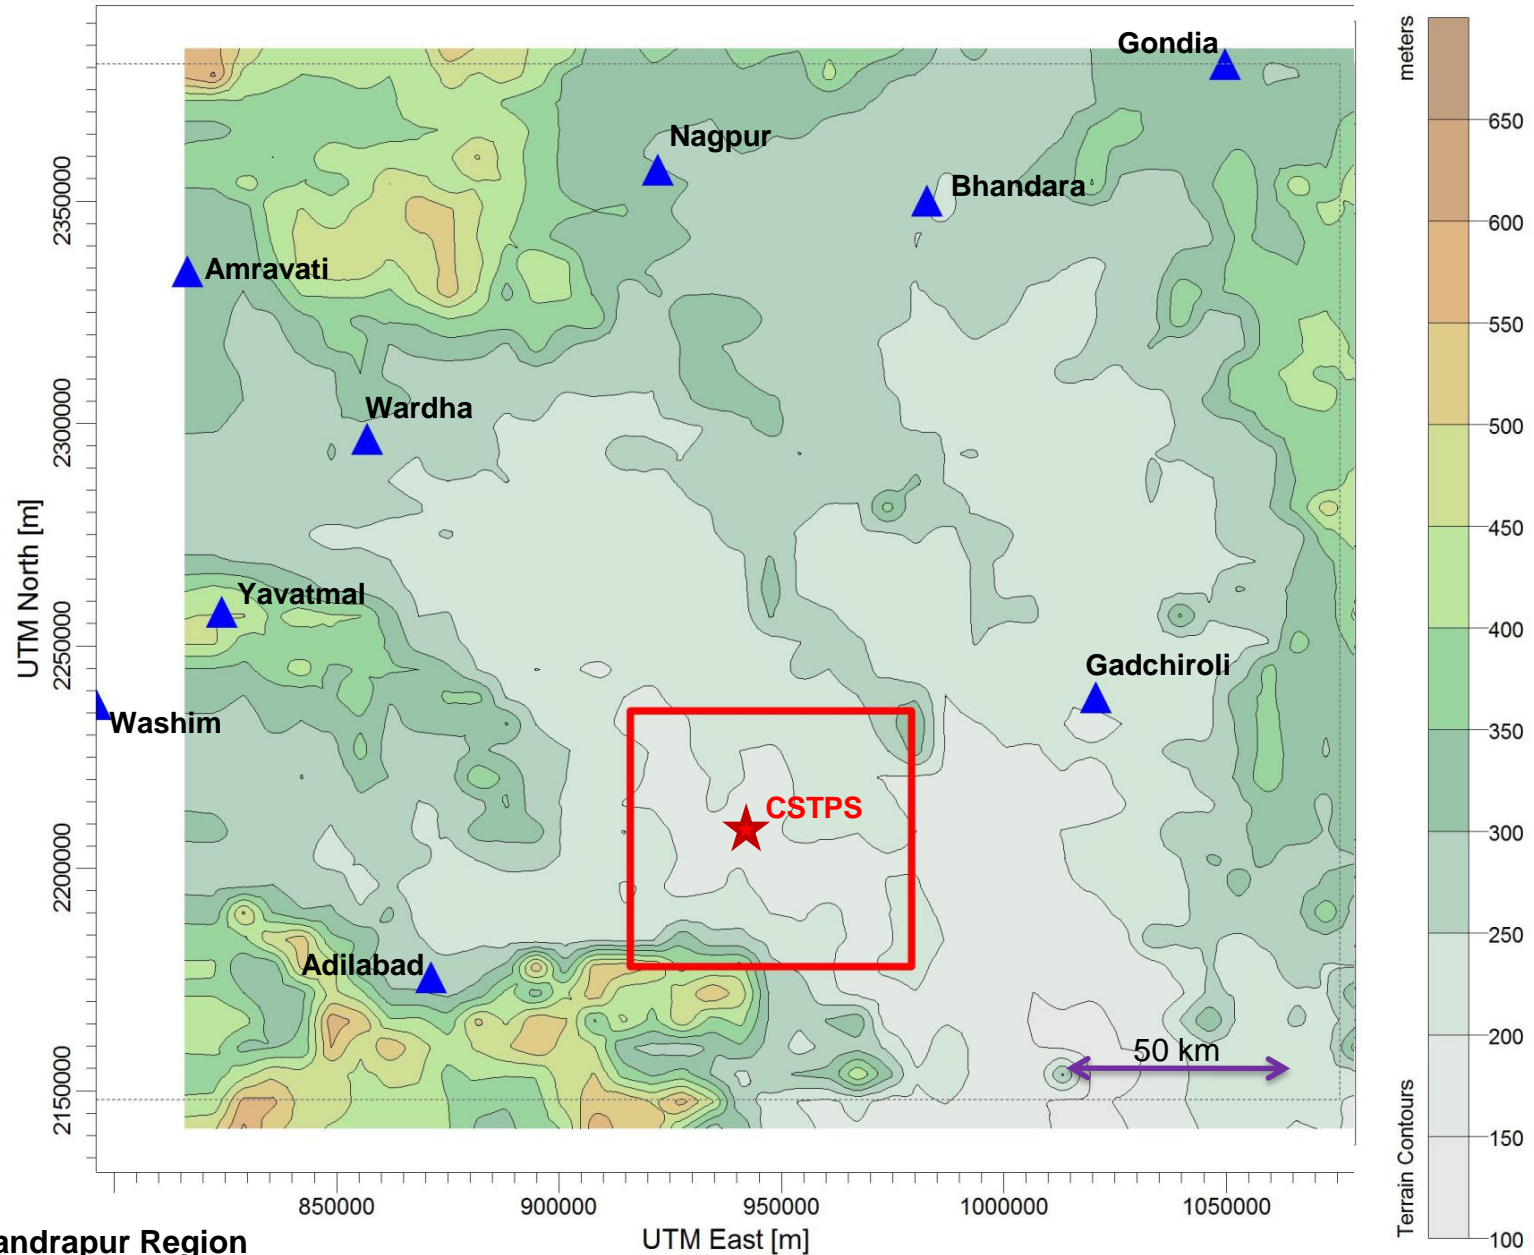 meters
Gondia
Nagpur
Bhandara
Amravati
Wardha
Yavatmal
Gadchiroli
Washim
CSTPS
Adilabad
50 km
UTM North [m]
2350000
2300000
2250000
2200000
2150000
850000
900000
950000
1000000
1050000
UTM East [m]
andrapur Region
650
600
550
500
450
400
350
300
250
200
150
100
Terrain Contours